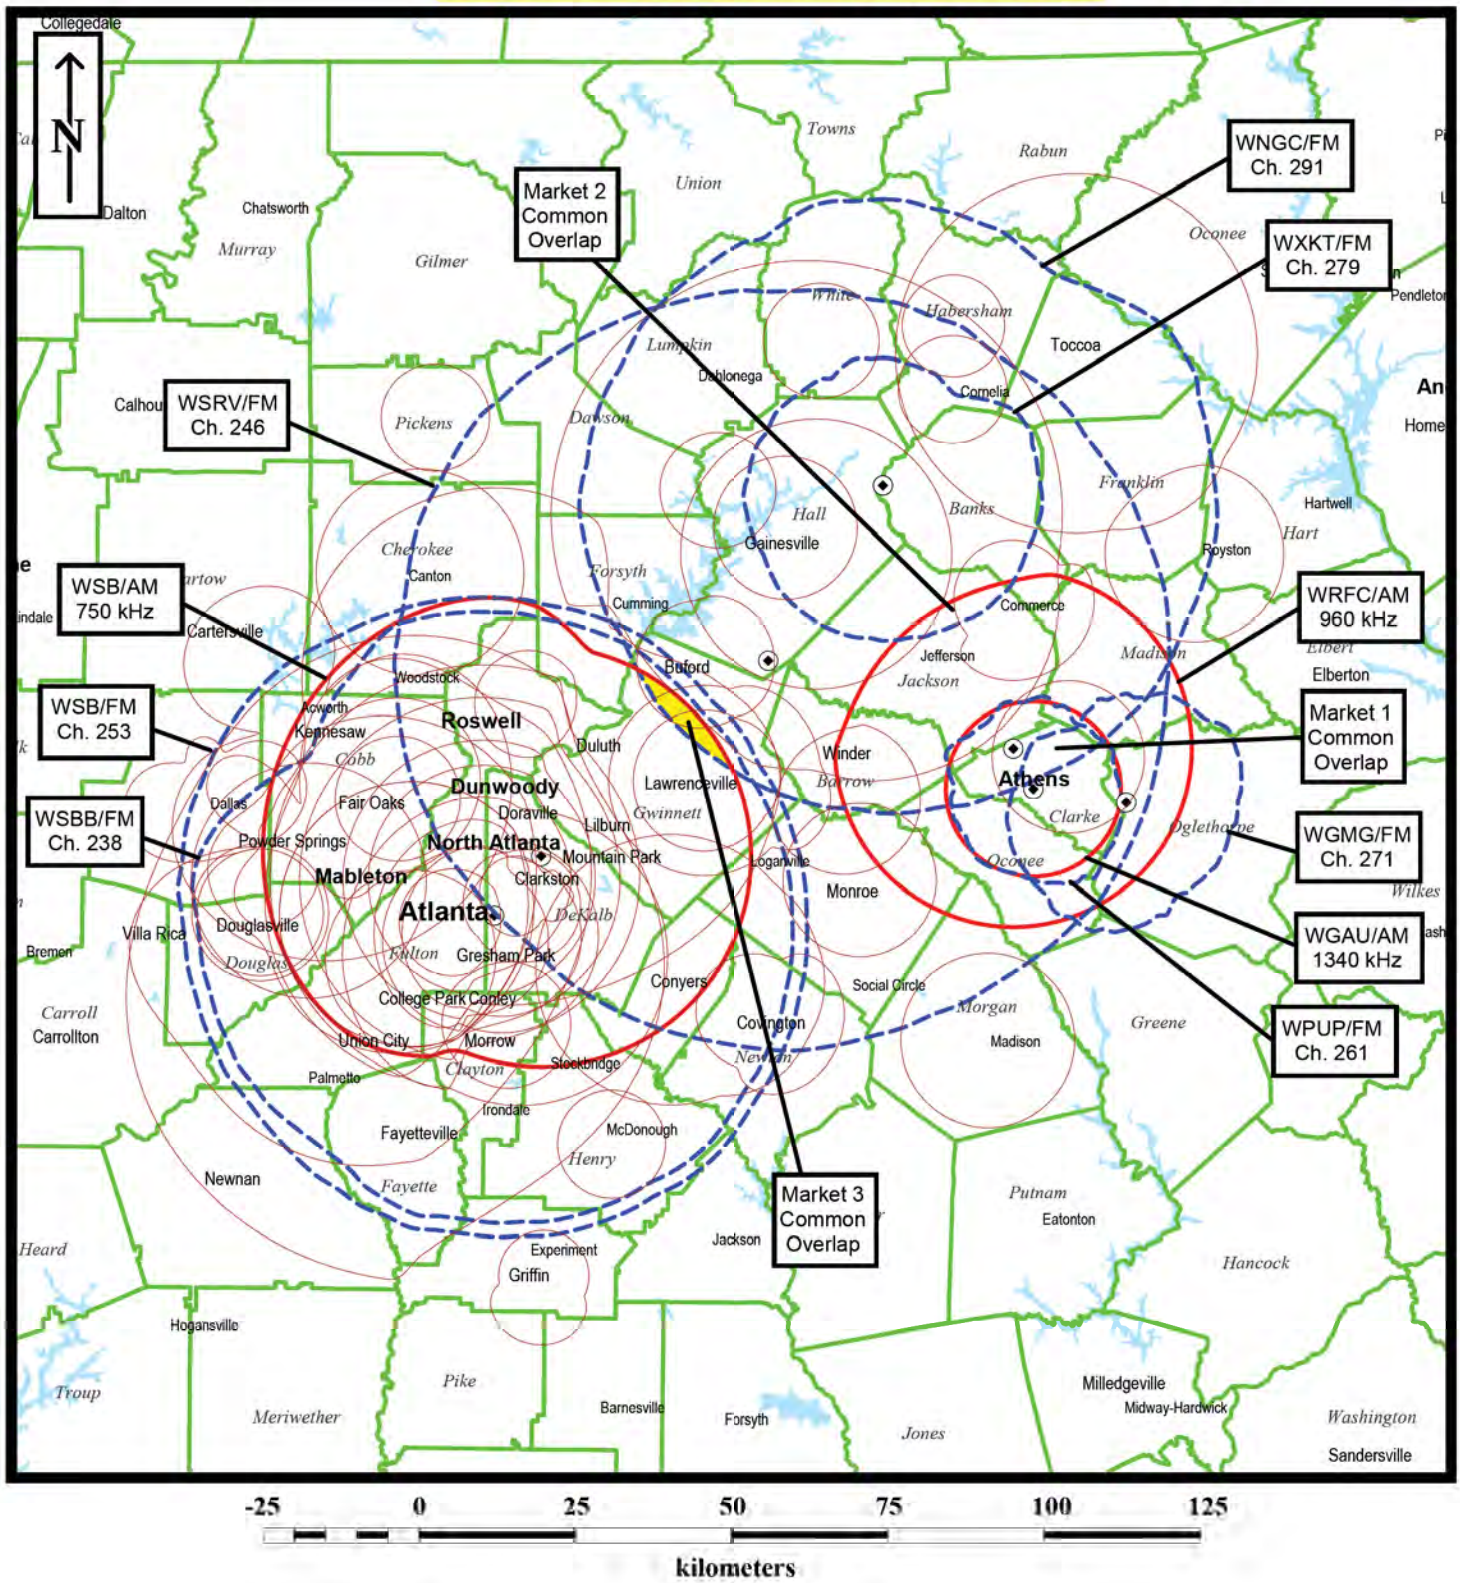 Collegedale
N
Towns
Rabun
WNGC/FM
Ch. 291
Market 2
Common
Overlap
Union
Dalton
Chatsworth
Murray
Gilmer
Oconee
WXKT/FM
Ch. 279
Pendleton
White
Habersham
Lumpkin
Toccoa
Dahlonega
Cornelia
Calhou
WSRV/FM
Ch. 246
Pickens
Dawson
Home
Franklin
Hartwell
Hall
Banks
Hart
Gainesville
Royston
Cherokee
Canton
Forsyth
WSB/AM
750 kHz
artow
Cumming
Commerce
WRFC/AM
960 kHz
indale
Cartersville
Jefferson
Madison
Elbert
Elberton
Buford
Jackson
Woodstock
WSB/FM
Ch. 253
Acworth
Kennesaw
Roswell
Market 1
Common
Overlap
Duluth
Winder
Cobb
Athens
Barrow
Dunwoody
Lawrenceville
Dallas
Fair Oaks
Doraville
Gwinnett
Clarke
Oglethorpe
WSBB/FM
Ch. 238
Lilburn
WGMG/FM
Ch. 271
Powder Springs
North Atlanta
Mountain Park
Loganville
Oconee
Mableton
Clarkston
Monroe
Wilkes
Atlanta
DeKalb
Douglasville
Villa Rica
WGAU/AM
1340 kHz
ash
Bremen
Fulton
Gresham Park
Douglas
Conyers
Social Circle
College Park
Conley
Morgan
Carroll
Carrollton
Covington
Greene
WPUP/FM
Ch. 261
Union City
Morrow
Madison
Newton
Clayton
Stockbridge
Palmetto
Irondale
Fayetteville
McDonough
Henry
Newnan
Fayette
Market 3
Common
Overlap
Putnam
Eatonton
Jackson
Heard
Experiment
Griffin
Hancock
Hogansville
Pike
Troup
Milledgeville
Meriwether
Barnesville
Forsyth
Midway-Hardwick
Washington
Jones
Sandersville
-25 0 25 50 75 100 125
kilometers